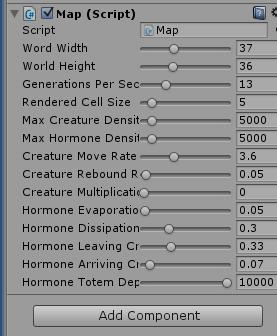 Map (Script)
Script Map
Word Width 37
World Height 36
Generations Per Sec 13
Rendered Cell Size 5
Max Creature Densit 5000
Max Hormone Densit 5000
Creature Move Rate 3.6
Creature Rebound R 0.05
Creature Multiplicatio 0
Hormone Evaporatio 0.05
Hormone Dissipation 0.3
Hormone Leaving Cr 0.33
Hormone Arriving Cr 0.07
Hormone Totem Dep 10000
Add Component